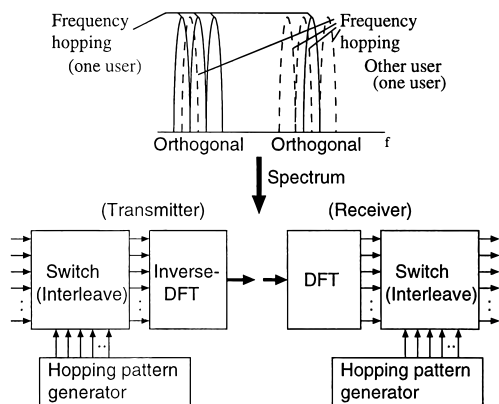 Frequency
hopping
(one user)
Frequency
hopping
Other user
(one user)
Orthogonal
Orthogonal
f
Spectrum
(Transmitter)
(Receiver)
Switch
(Interleave)
Inverse-
DFT
DFT
Switch
(Interleave)
Hopping pattern
generator
Hopping pattern
generator